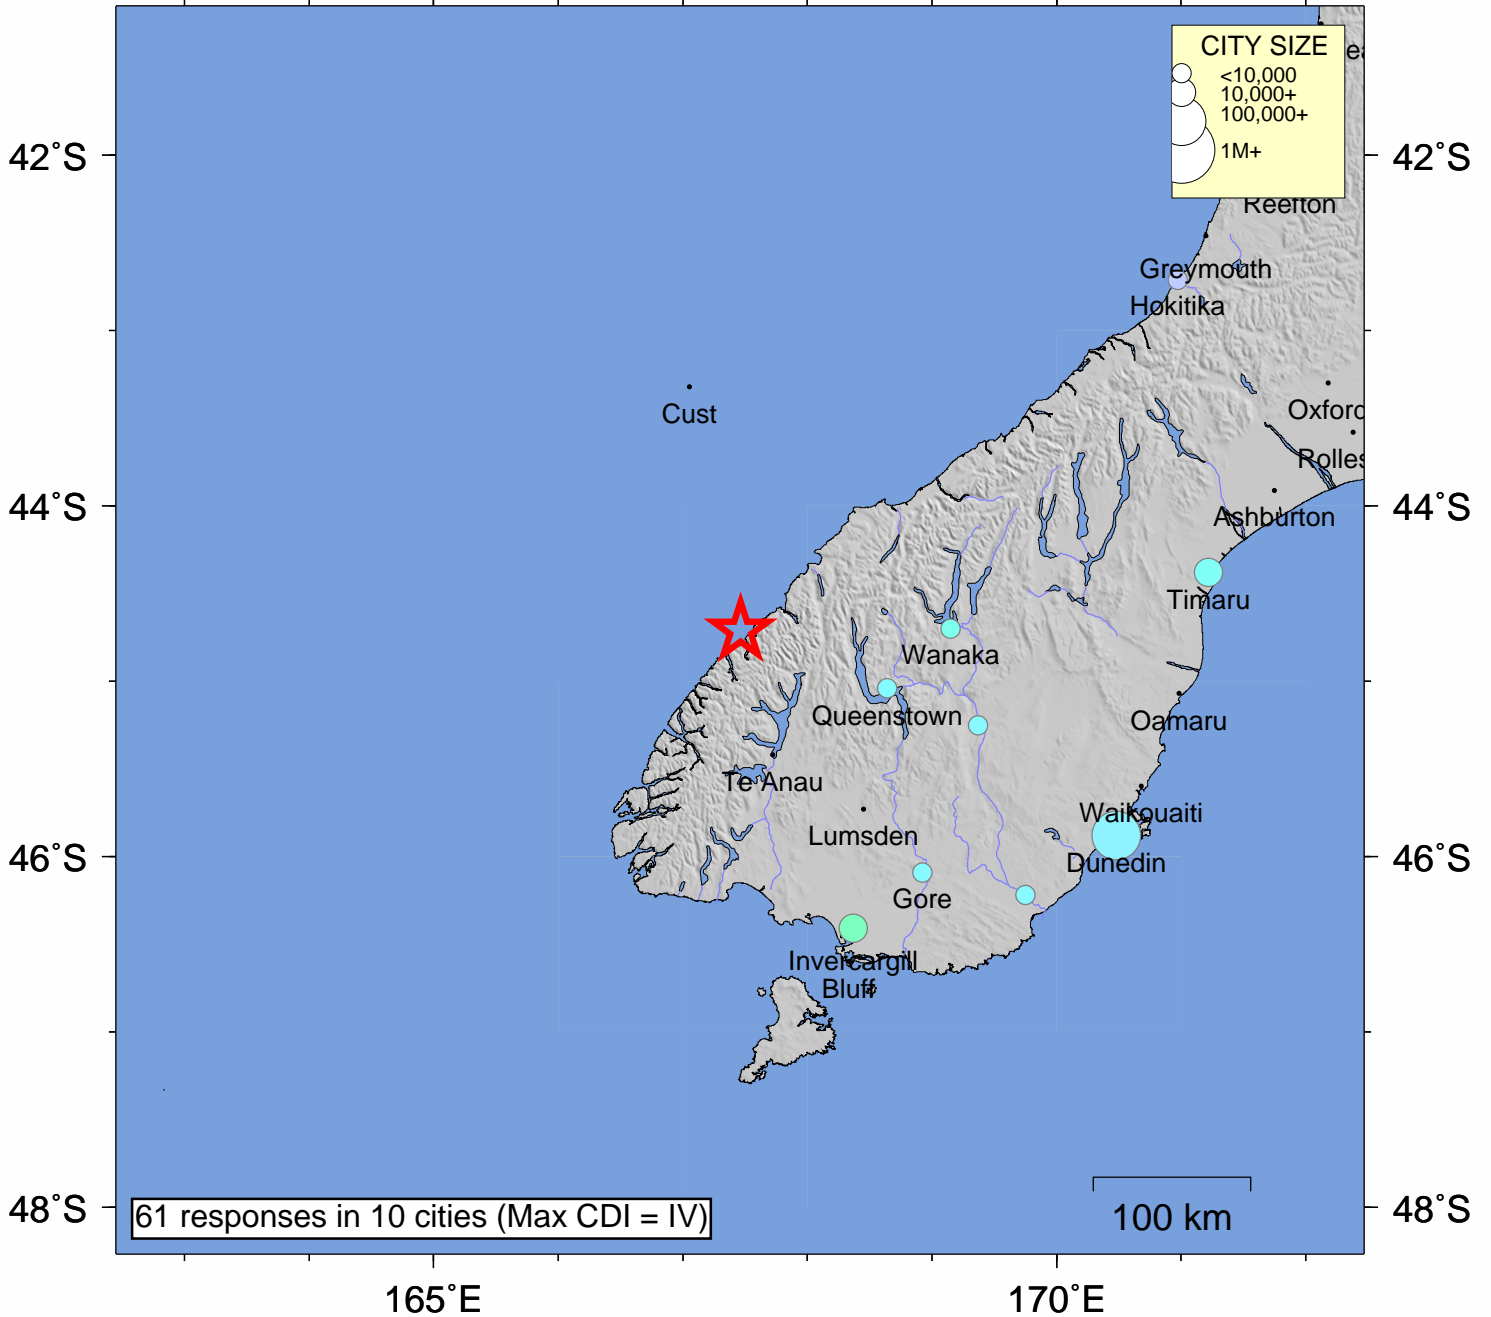 CITY SIZE
<10,000
10,000+
100,000+
1M+
42˚S
42˚S
Reefton
Greymouth
Hokitika
Cust
Oxford
Rolles
44˚S
44˚S
Ashburton
Timaru
Wanaka
Queenstown
Oamaru
Te Anau
Waikouaiti
Lumsden
46˚S
46˚S
Dunedin
Gore
Invercargill
Bluff
48˚S
48˚S
61 responses in 10 cities (Max CDI = IV)
100 km
165˚E
170˚E